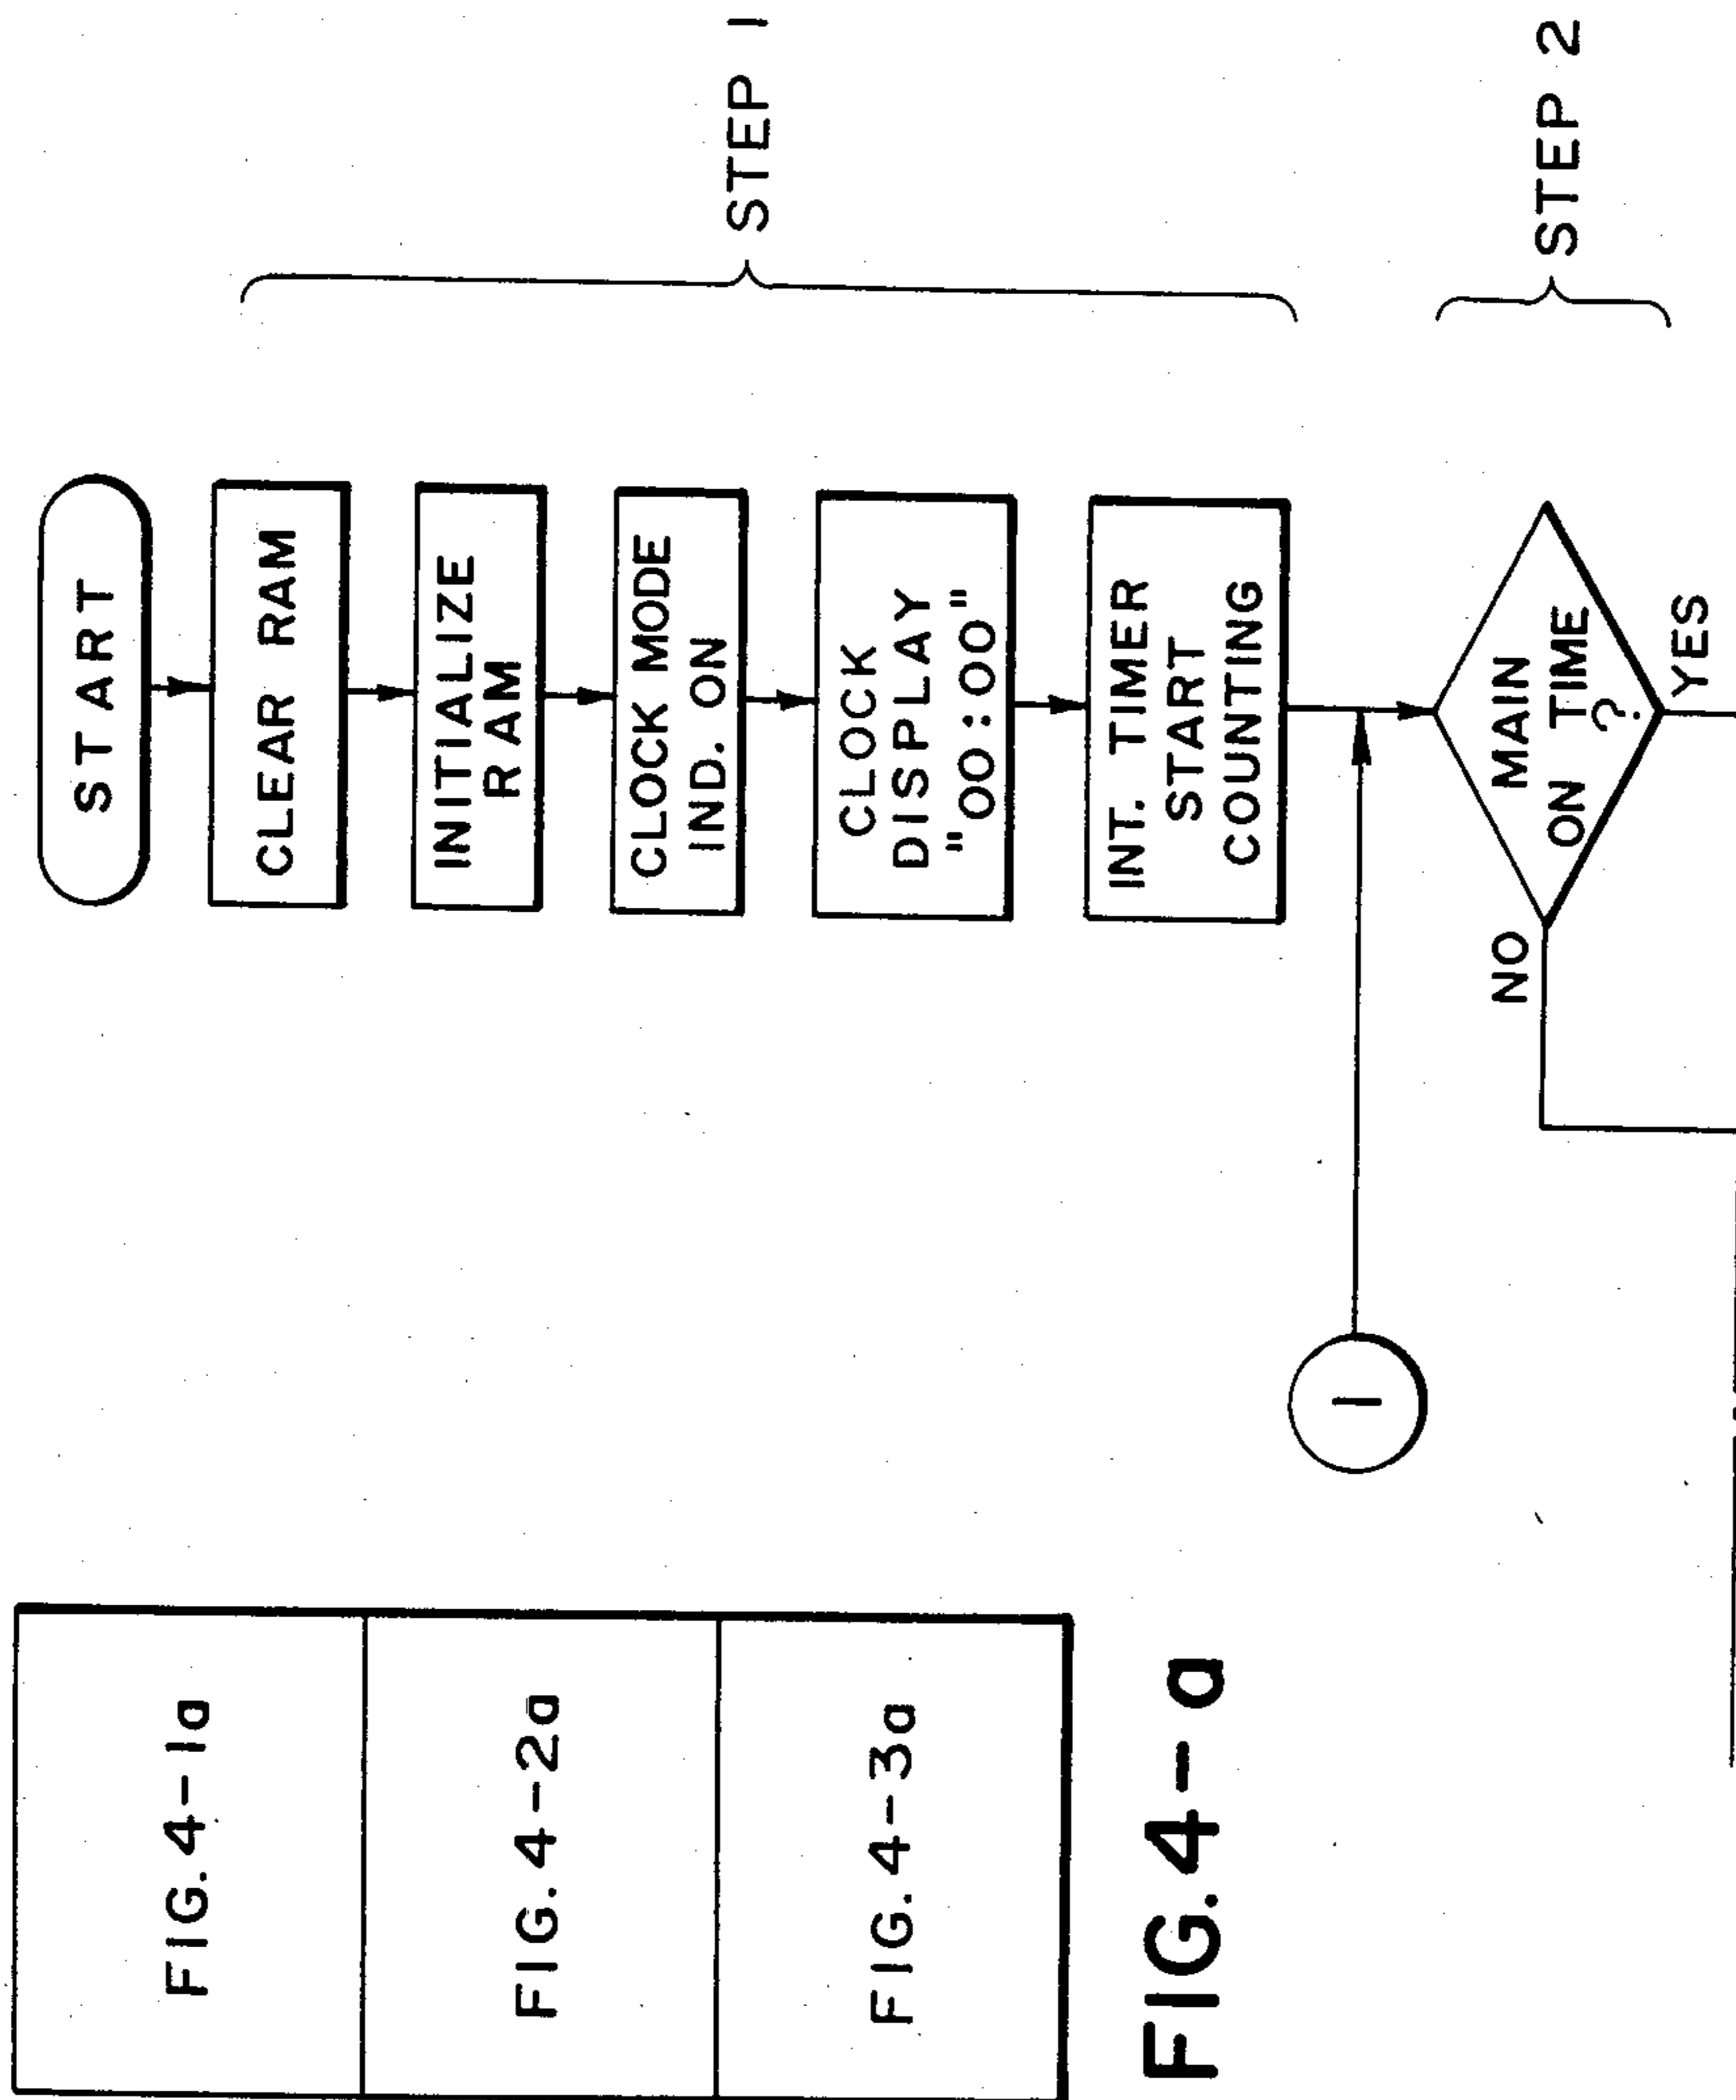 FIG. 4-1a
FIG. 4-2a
FIG. 4-3a
FIG. 4-a
START
CLEAR RAM
INITIALIZE
RAM
CLOCK MODE
IND. ON
CLOCK
DISPLAY
"00:00"
INT. TIMER
START
COUNTING
STEP 1
1
MAIN
ON TIME
?
NO
YES
STEP 2